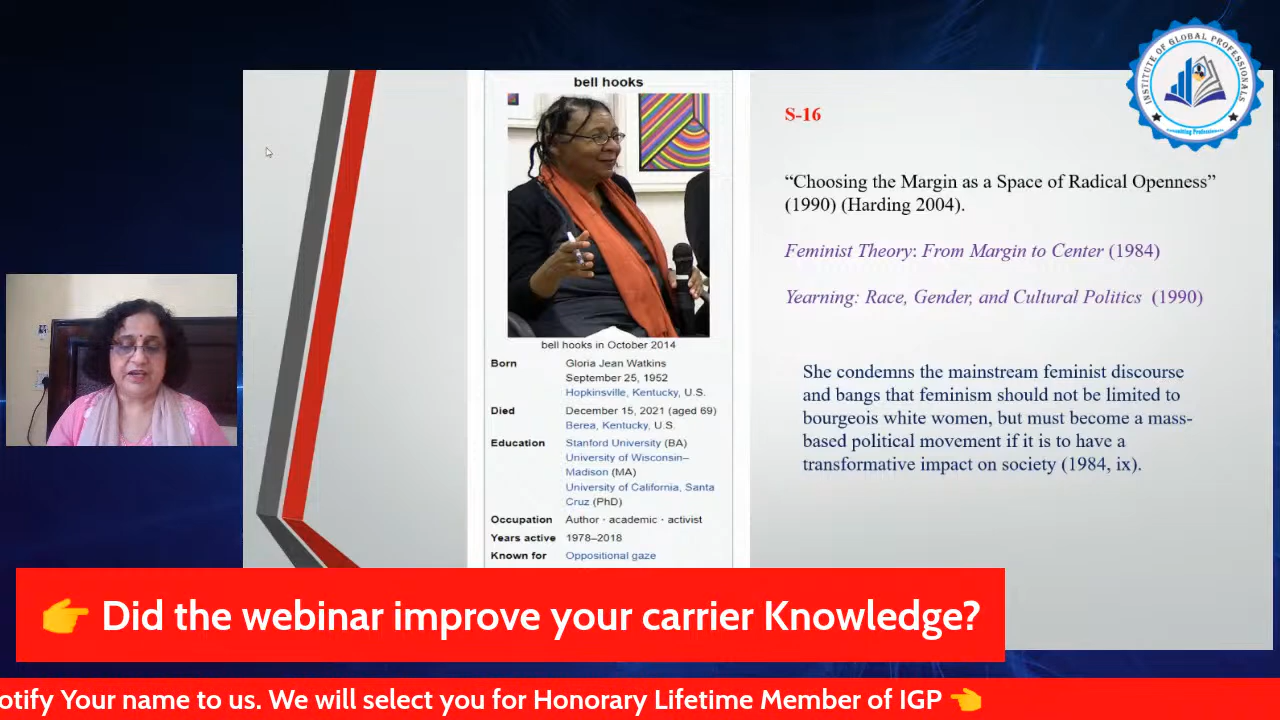 INSTITUTE OF GLOBAL PROFESSIONALS
bell hooks
bell hooks in October 2014
Born Gloria Jean Watkins
September 25, 1952
Hopkinsville, Kentucky, U.S.
Died December 15, 2021 (aged 69)
Berea, Kentucky, U.S.
Education Stanford University (BA)
University of Wisconsin–
Madison (MA)
University of California, Santa
Cruz (PhD)
Occupation Author · academic · activist
Years active 1978–2018
Known for Oppositional gaze
S-16
“Choosing the Margin as a Space of Radical Openness”
(1990) (Harding 2004).
Feminist Theory: From Margin to Center (1984)
Yearning: Race, Gender, and Cultural Politics (1990)
She condemns the mainstream feminist discourse
and bangs that feminism should not be limited to
bourgeois white women, but must become a mass-
based political movement if it is to have a
transformative impact on society (1984, ix).
👉 Did the webinar improve your carrier Knowledge?
otify Your name to us. We will select you for Honorary Lifetime Member of IGP 👈